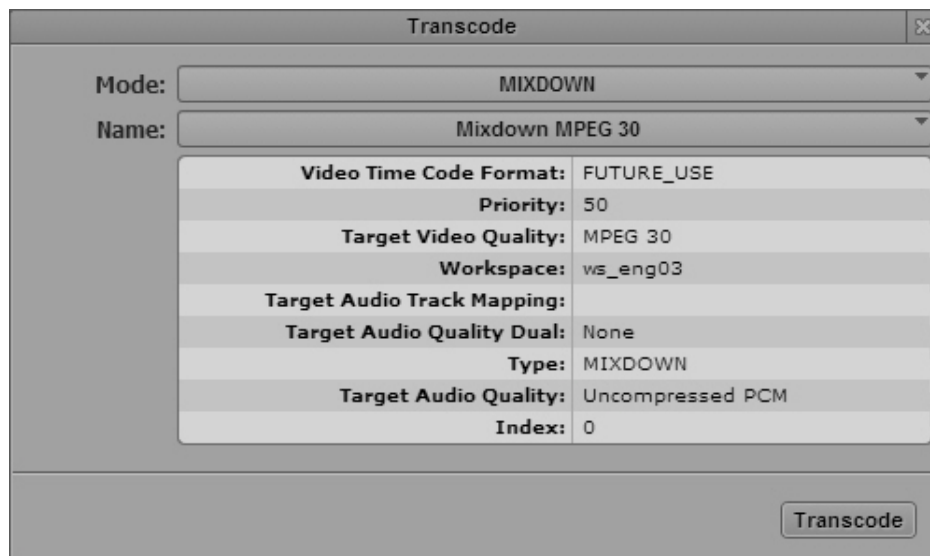 Transcode
Mode: MIXDOWN
Name: Mixdown MPEG 30
Video Time Code Format: FUTURE_USE
Priority: 50
Target Video Quality: MPEG 30
Workspace: ws_eng03
Target Audio Track Mapping:
Target Audio Quality Dual: None
Type: MIXDOWN
Target Audio Quality: Uncompressed PCM
Index: 0
Transcode